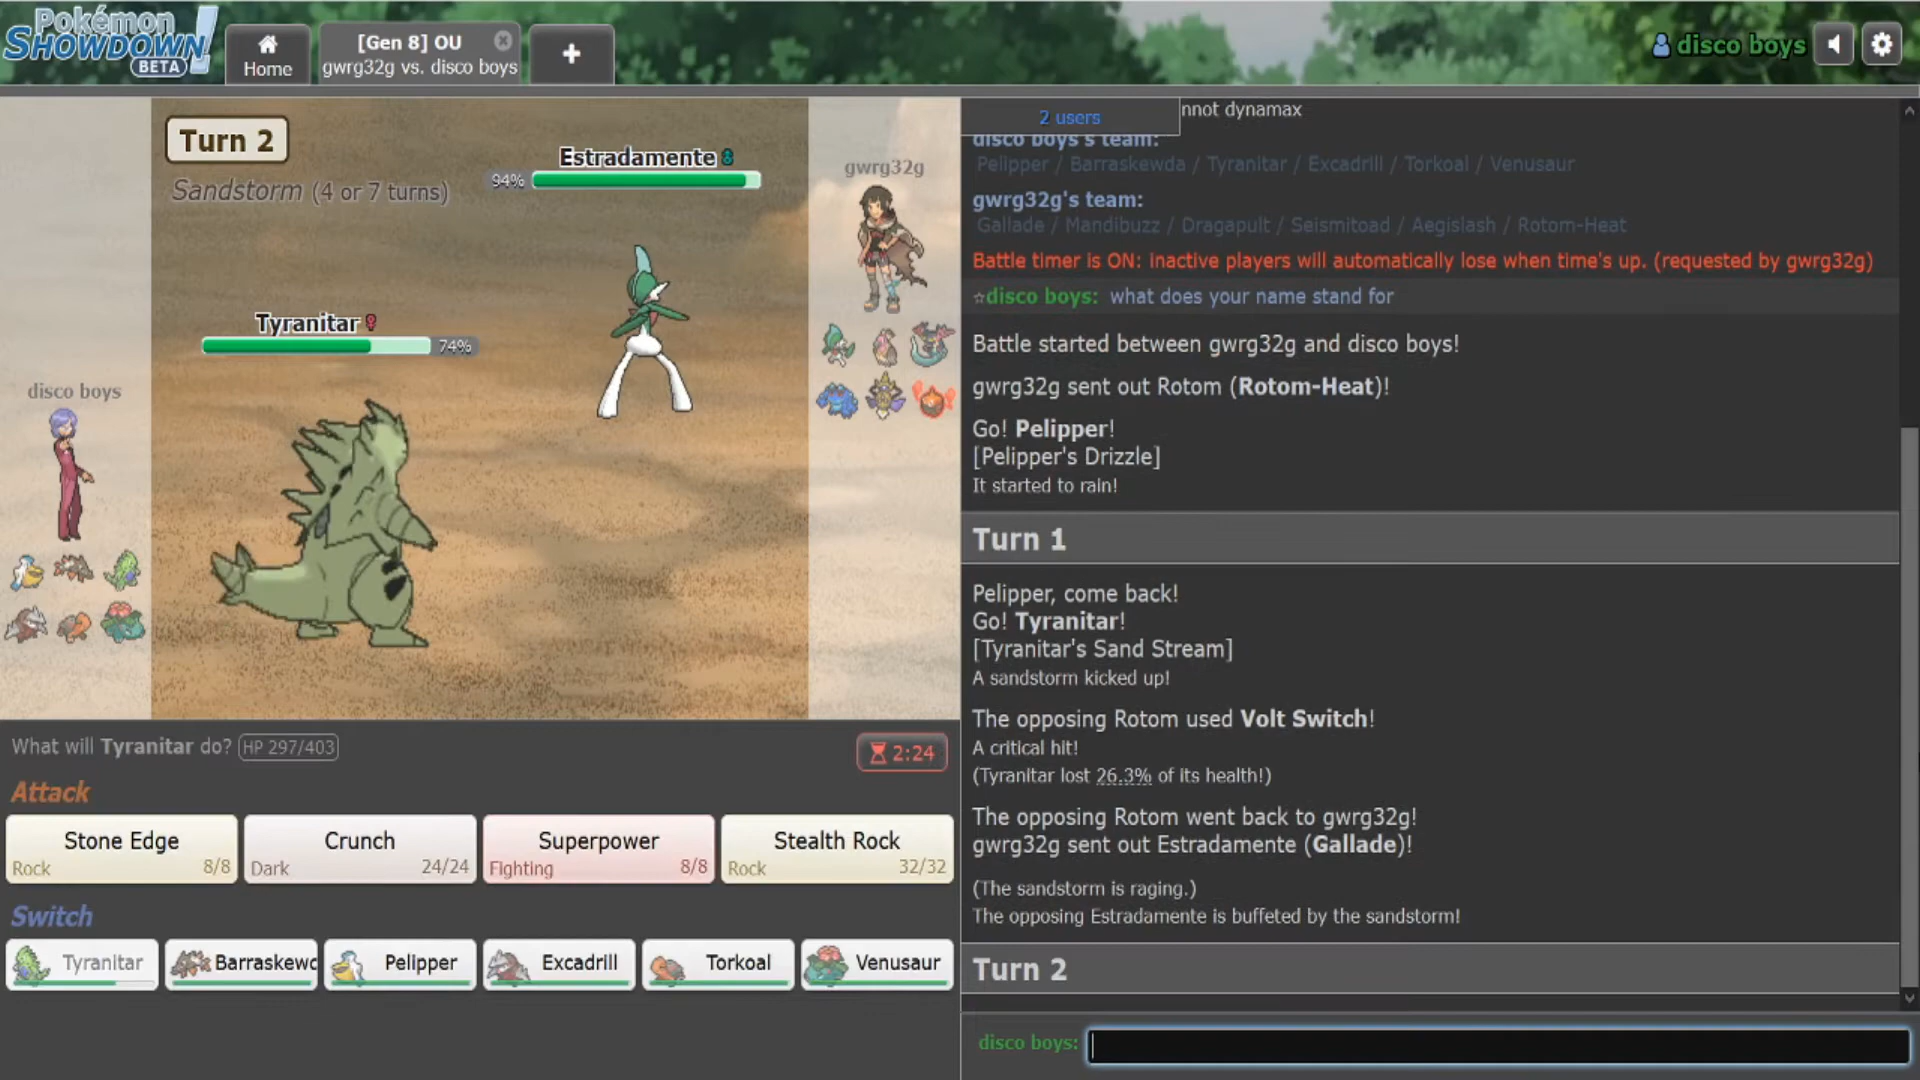 Pokémon
SHOWDOWN!
BETA
Home
[Gen 8] OU
gwrg32g vs. disco boys
disco boys
Turn 2
Sandstorm (4 or 7 turns)
Estradamente
94%
Tyranitar
74%
gwrg32g
disco boys
What will Tyranitar do? HP 297/403
2:24
Attack
Stone Edge
Rock 8/8
Crunch
Dark 24/24
Superpower
Fighting 8/8
Stealth Rock
Rock 32/32
Switch
Tyranitar
Barraskewd
Pelipper
Excadrill
Torkoal
Venusaur
2 users
nnot dynamax
disco boys's team:
Pelipper / Barraskewda / Tyranitar / Excadrill / Torkoal / Venusaur
gwrg32g's team:
Gallade / Mandibuzz / Dragapult / Seismitoad / Aegislash / Rotom-Heat
Battle timer is ON: inactive players will automatically lose when time's up. (requested by gwrg32g)
☆disco boys: what does your name stand for
Battle started between gwrg32g and disco boys!
gwrg32g sent out Rotom (Rotom-Heat)!
Go! Pelipper!
[Pelipper's Drizzle]
It started to rain!
Turn 1
Pelipper, come back!
Go! Tyranitar!
[Tyranitar's Sand Stream]
A sandstorm kicked up!
The opposing Rotom used Volt Switch!
A critical hit!
(Tyranitar lost 26.3% of its health!)
The opposing Rotom went back to gwrg32g!
gwrg32g sent out Estradamente (Gallade)!
(The sandstorm is raging.)
The opposing Estradamente is buffeted by the sandstorm!
Turn 2
disco boys: